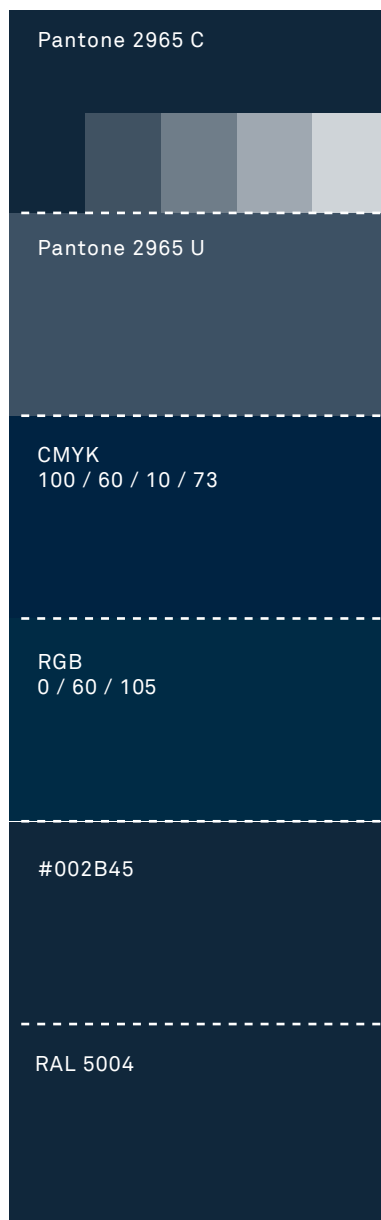 Pantone 2965 C
Pantone 2965 U
CMYK
100 / 60 / 10 / 73
RGB
0 / 60 / 105
#002B45
RAL 5004